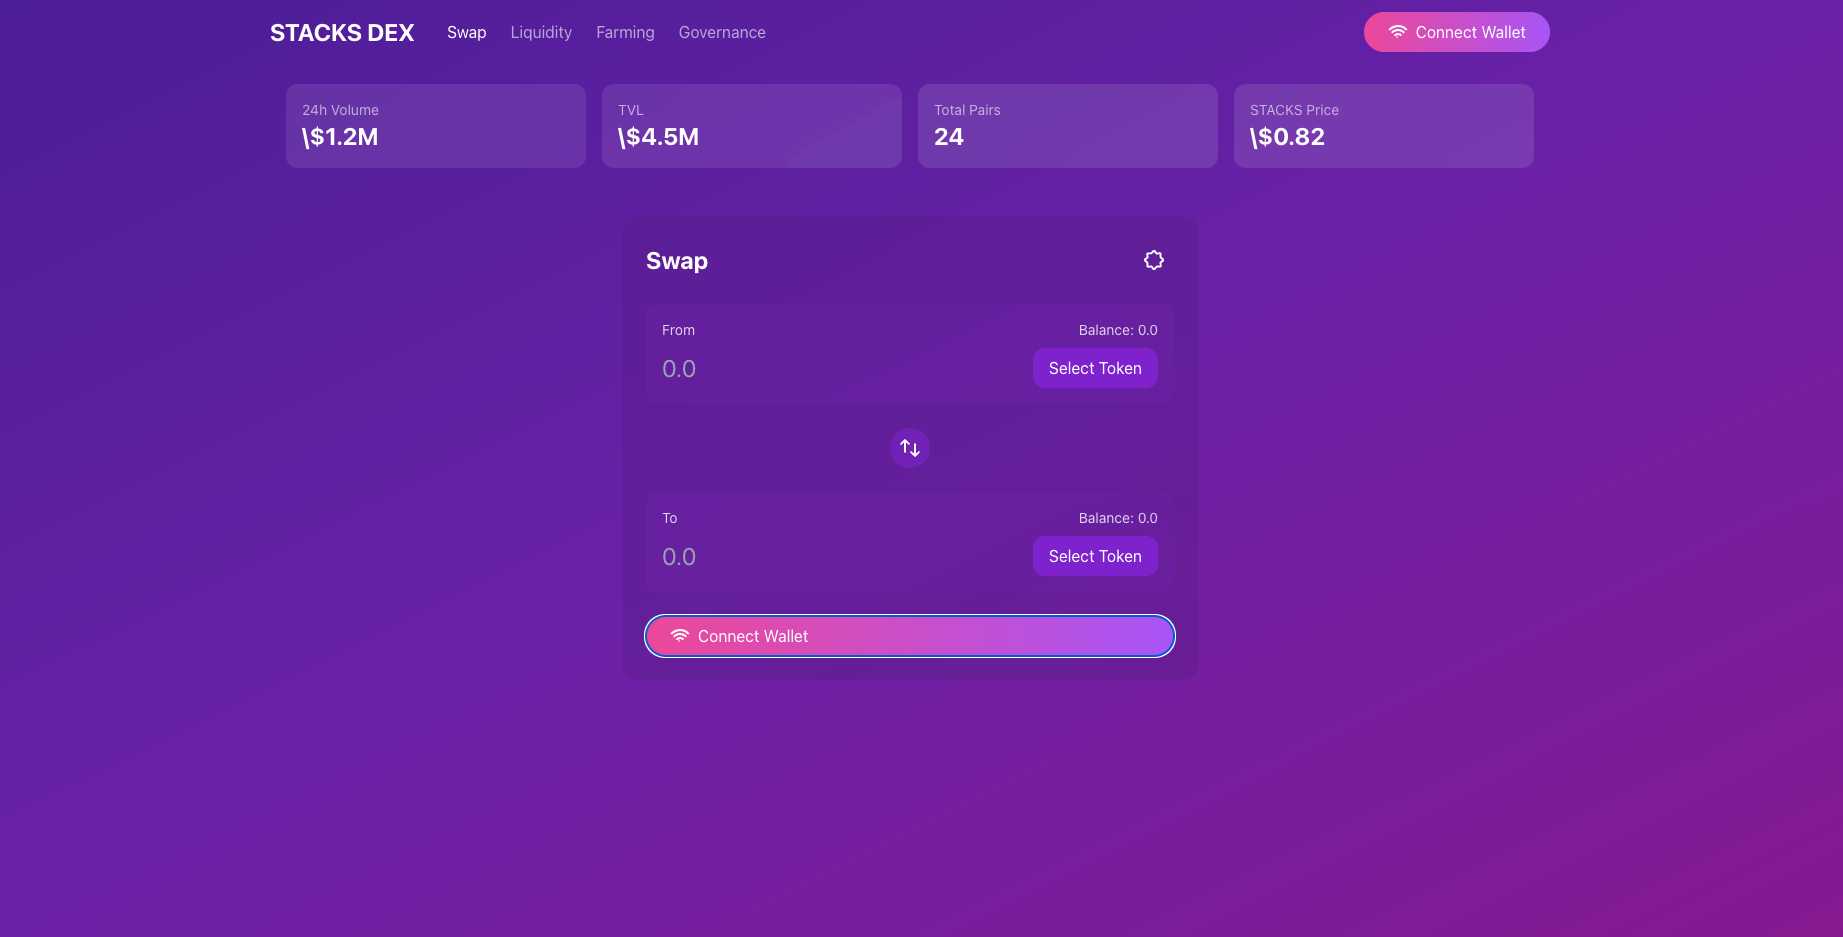 STACKS DEX Swap Liquidity Farming Governance Connect Wallet
24h Volume TVL Total Pairs STACKS Price
\$1.2M \$4.5M 24 \$0.82
Swap
From Balance: 0.0
0.0 Select Token
To Balance: 0.0
0.0 Select Token
Connect Wallet